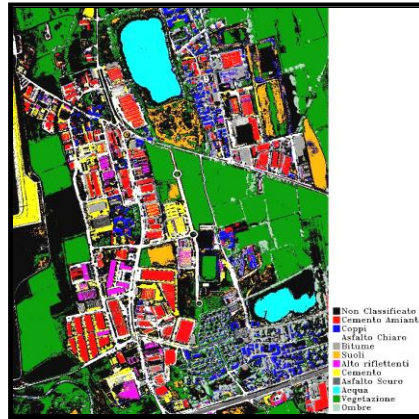 Non Classificato
Cemento Amiant
Coppi
Asfalto Chiaro
Bitume
Suoli
Alto riflettenti
Cemento
Asfalto Scuro
Acqua
Vegetazione
Ombre